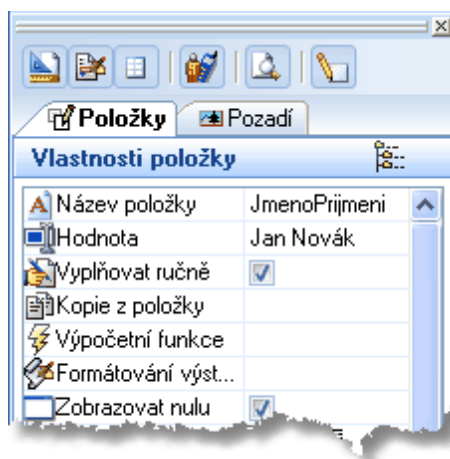 Položky Pozadí
Vlastnosti položky
Název položky JmenoPrijmeni
Hodnota Jan Novák
Vyplňovat ručně
Kopie z položky
Výpočetní funkce
Formátování výst...
Zobrazovat nulu